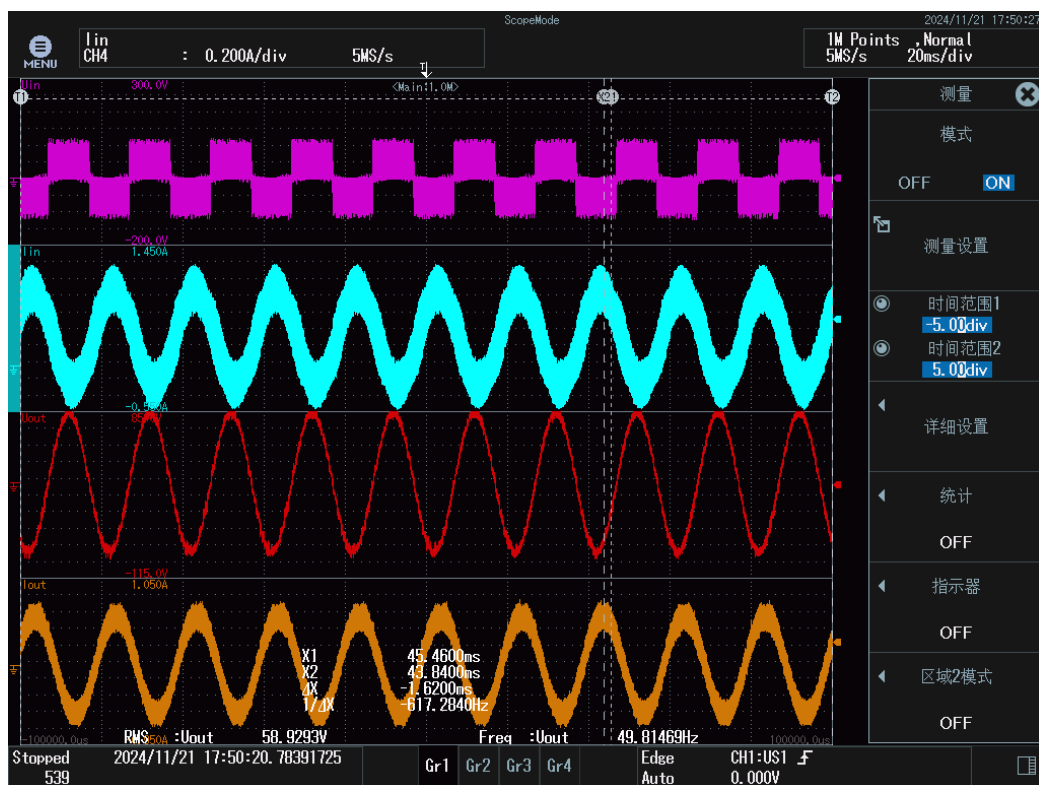 ScopeMode
2024/11/21 17:50:27
MENU
Iin
CH4 : 0.200A/div 5MS/s
1M Points ,Normal
5MS/s 20ms/div
T
Uin 300.0V
<Main:1.0M>
T1
X21
T2
-200.0V
Iin 1.450A
Uout
-115.0V
Iout 1.050A
X1 45.4600ms
X2 43.8400ms
⊿X -1.6200ms
1/⊿X -617.2840Hz
RMS :Uout 58.9293V
Freq :Uout 49.81469Hz
-100000.0us
100000.0us
测量
模式
OFF ON
测量设置
时间范围1
-5.00div
时间范围2
5.00div
详细设置
统计
OFF
指示器
OFF
区域2模式
OFF
Stopped
539
2024/11/21 17:50:20.78391725
Gr1 Gr2 Gr3 Gr4
Edge CH1:US1
Auto 0.000V